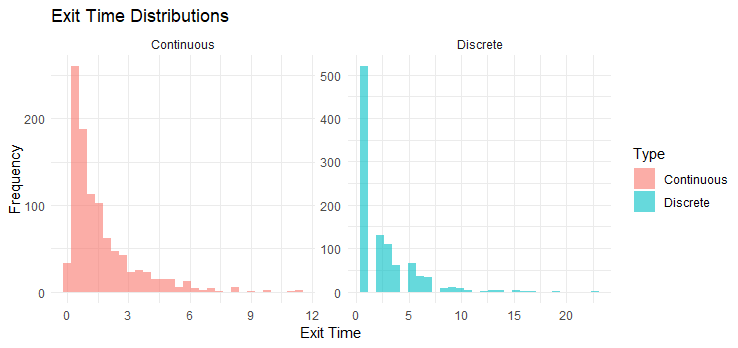 Exit Time Distributions
Continuous
Discrete
Frequency
200
100
0
500
400
300
200
100
0
0 3 6 9 12
0 5 10 15 20
Exit Time
Type
Continuous
Discrete